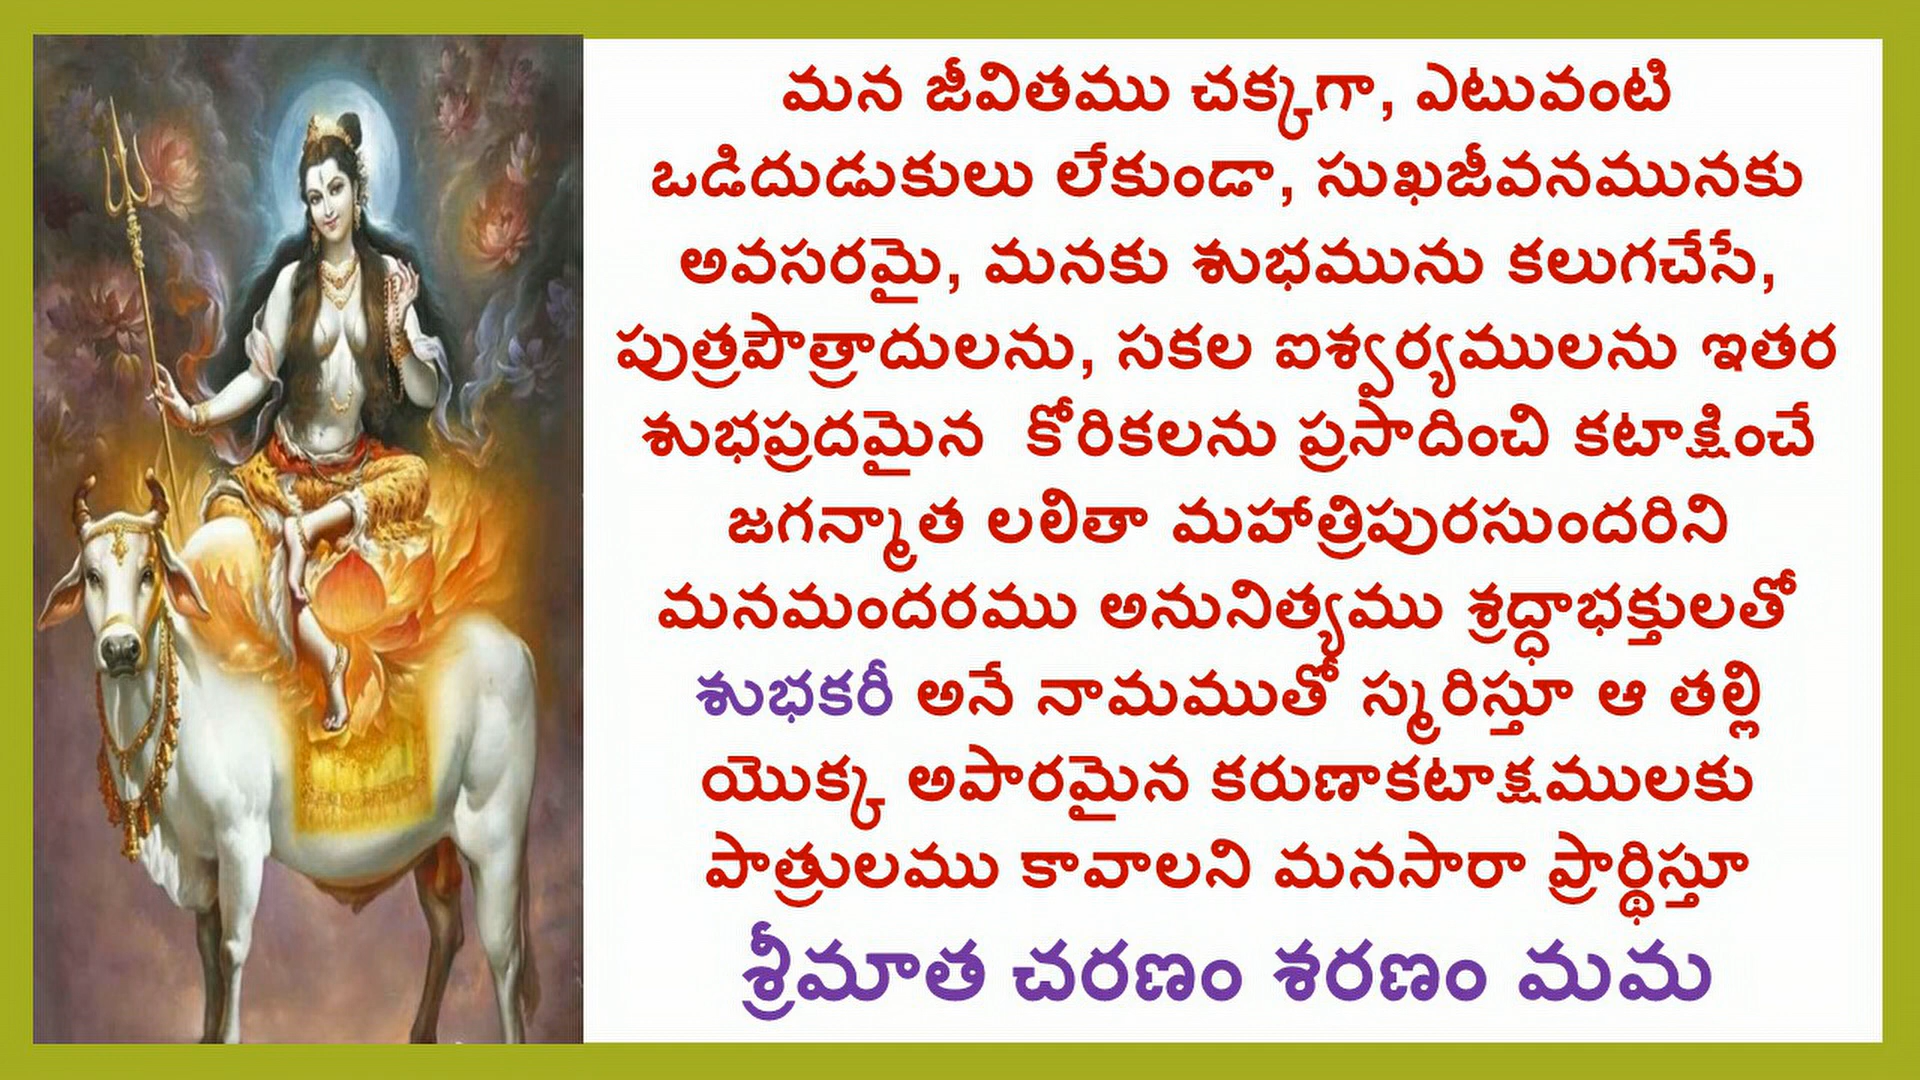 మన జీవితము చక్కగా, ఎటువంటి
ఒడిదుడుకులు లేకుండా, సుఖజీవనమునకు
అవసరమై, మనకు శుభమును కలుగచేసే,
పుత్రపౌత్రాదులను, సకల ఐశ్వర్యములను ఇతర
శుభప్రదమైన కోరికలను ప్రసాదించి కటాక్షించే
జగన్మాత లలితా మహాత్రిపురసుందరిని
మనమందరము అనునిత్యము శ్రద్ధాభక్తులతో
శుభకరీ అనే నామముతో స్మరిస్తూ ఆ తల్లి
యొక్క అపారమైన కరుణాకటాక్షములకు
పాత్రులము కావాలని మనసారా ప్రార్థిస్తూ
శ్రీమాత చరణం శరణం మమ